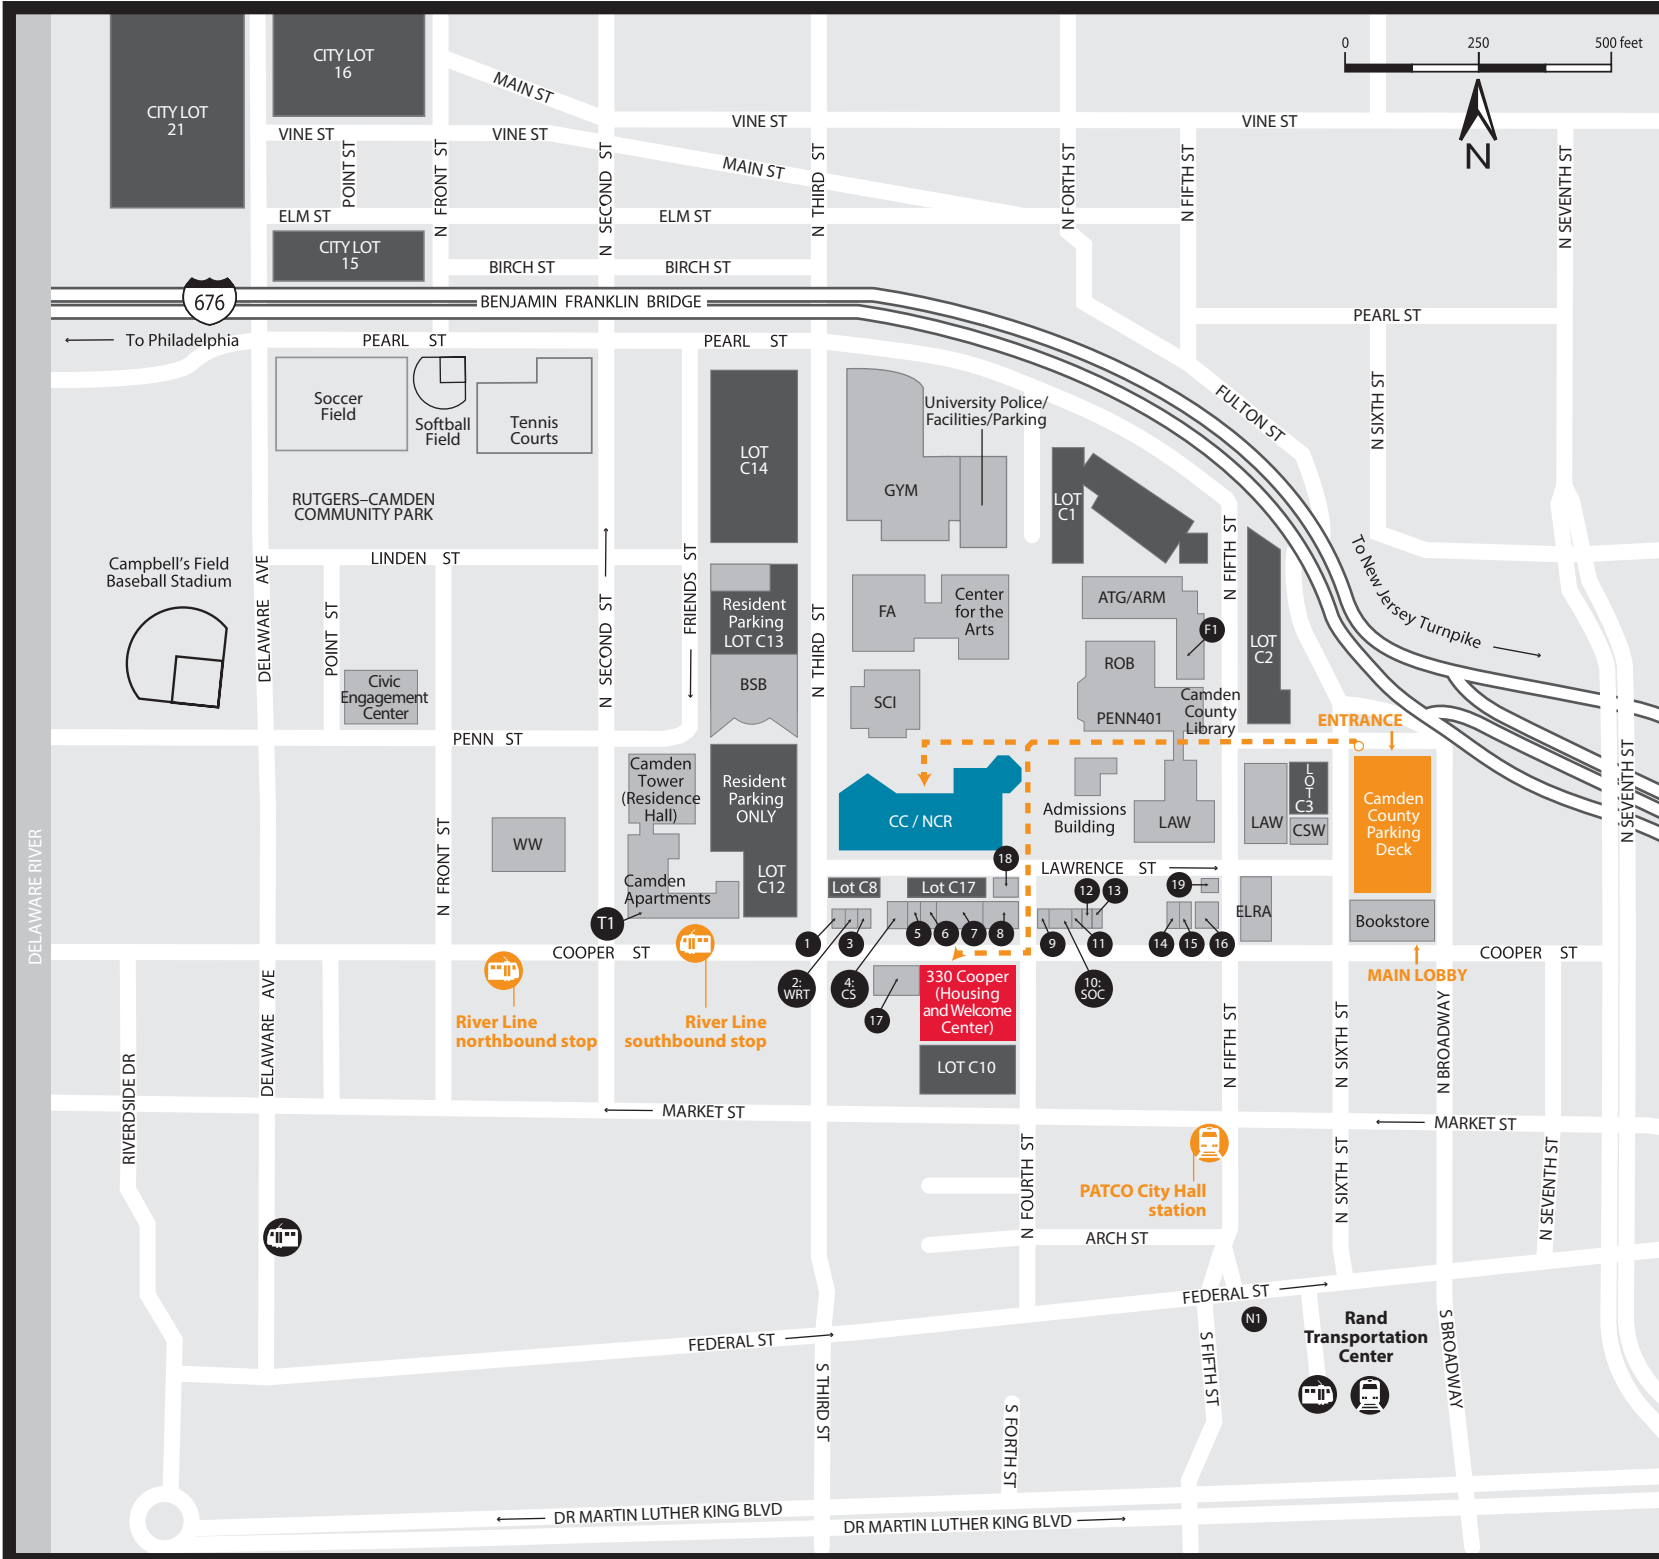 0 250 500 feet
N
CITY LOT
16
CITY LOT
21
MAIN ST
VINE ST
VINE ST
VINE ST
VINE ST
MAIN ST
POINT ST
N FRONT ST
N SECOND ST
N THIRD ST
N FORTH ST
N FIFTH ST
N SEVENTH ST
ELM ST
ELM ST
CITY LOT
15
BIRCH ST
BIRCH ST
676
BENJAMIN FRANKLIN BRIDGE
To Philadelphia
PEARL ST
PEARL ST
PEARL ST
N SIXTH ST
FULTON ST
Soccer
Field
Softball
Field
Tennis
Courts
RUTGERS–CAMDEN
COMMUNITY PARK
LOT
C14
University Police/
Facilities/Parking
GYM
LOT
C1
N FIFTH ST
To New Jersey Turnpike
Campbell's Field
Baseball Stadium
DELAWARE AVE
LINDEN ST
POINT ST
N SECOND ST
FRIENDS ST
Resident
Parking
LOT C13
N THIRD ST
FA
Center
for the
Arts
ATG/ARM
F1
LOT
C2
ROB
Civic
Engagement
Center
BSB
SCI
PENN401
Camden
County
Library
ENTRANCE
PENN ST
Camden
Tower
(Residence
Hall)
Resident
Parking
ONLY
LOT
C12
CC / NCR
Admissions
Building
LAW
LAW
LOT
C3
CSW
Camden
County
Parking
Deck
N SEVENTH ST
DELAWARE RIVER
N FRONT ST
WW
Camden
Apartments
T1
LAWRENCE ST
18
Lot C8
Lot C17
12
13
19
ELRA
Bookstore
1
3
5
6
7
8
9
11
14
15
16
COOPER ST
COOPER ST
MAIN LOBBY
2:
WRT
4:
CS
17
10:
SOC
330 Cooper
(Housing
and Welcome
Center)
LOT C10
River Line
northbound stop
River Line
southbound stop
RIVERDSIDE DR
DELAWARE AVE
N FIFTH ST
N SIXTH ST
N BROADWAY
MARKET ST
MARKET ST
N FOURTH ST
PATCO City Hall
station
N SIXTH ST
N SEVENTH ST
ARCH ST
FEDERAL ST
FEDERAL ST
N1
Rand
Transportation
Center
S THIRD ST
S FORTH ST
S FIFTH ST
S BROADWAY
DR MARTIN LUTHER KING BLVD
DR MARTIN LUTHER KING BLVD